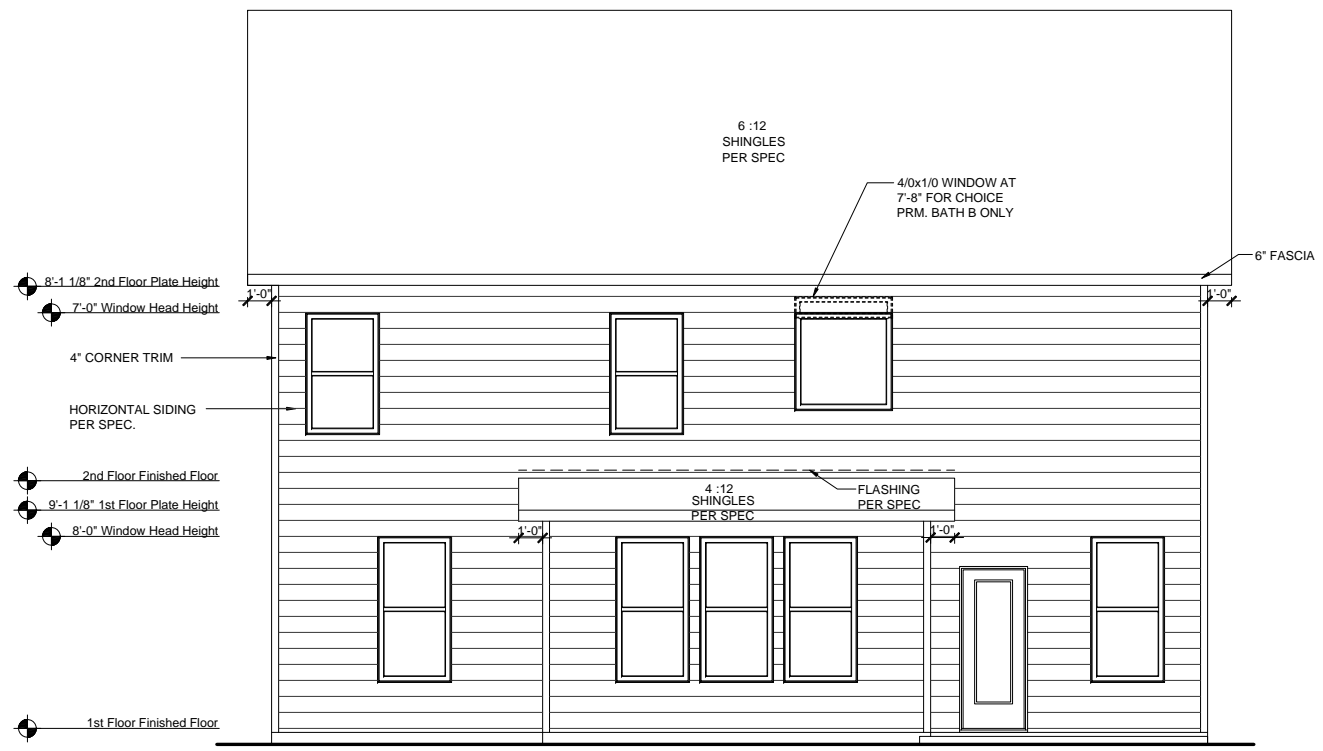 6 :12
SHINGLES
PER SPEC
4/0x1/0 WINDOW AT
7'-8" FOR CHOICE
PRM. BATH B ONLY
6" FASCIA
8'-1 1/8" 2nd Floor Plate Height
1'-0"
1'-0"
7'-0" Window Head Height
4" CORNER TRIM
HORIZONTAL SIDING
PER SPEC.
2nd Floor Finished Floor
4 :12
SHINGLES
PER SPEC
FLASHING
PER SPEC
9'-1 1/8" 1st Floor Plate Height
8'-0" Window Head Height
1'-0"
1'-0"
1st Floor Finished Floor